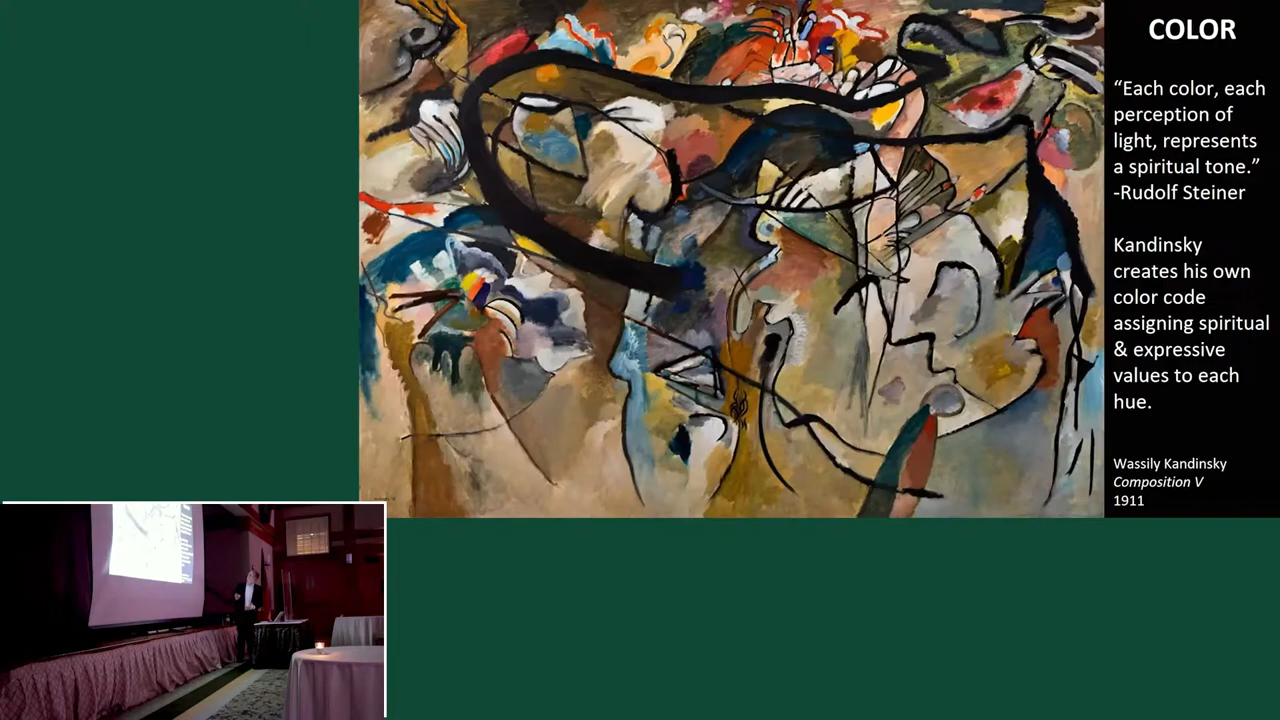 COLOR
“Each color, each
perception of
light, represents
a spiritual tone.”
-Rudolf Steiner
Kandinsky
creates his own
color code
assigning spiritual
& expressive
values to each
hue.
Wassily Kandinsky
Composition V
1911